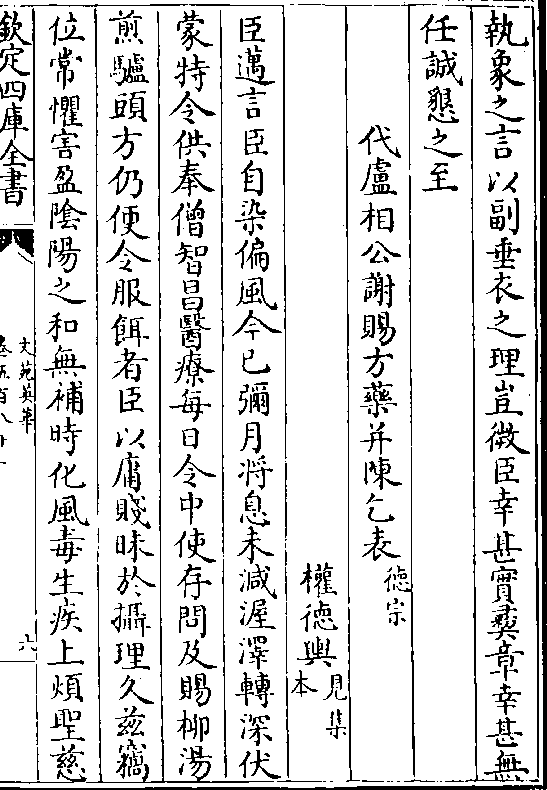 執象之言以副垂衣之理豈微臣幸甚實彛章幸甚無
任誠懇之至
代盧相公謝賜方藥并陳乞表
德宗
權德輿
見集
本
臣邁言臣自染偏風今已彌月將息未減渥澤轉深伏
蒙特令供奉僧智昌醫療每日令中使存問及賜柳湯
煎驢頭方仍便令服餌者臣以庸賤昧於攝理久兹竊
位常懼害盈陰陽之和無補時化風毒生疾上煩聖慈
欽定四庫全書
文苑英華
卷五百八十一
六